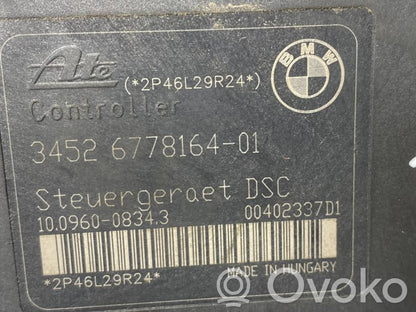 Ate
(*2P46L29R24*)
BMW
Controller
3452 6778164-01
Steuergeraet DSC
10.0960-0834.3
00402337D1
*2P46L29R24*
MADE IN HUNGARY
Ovoko